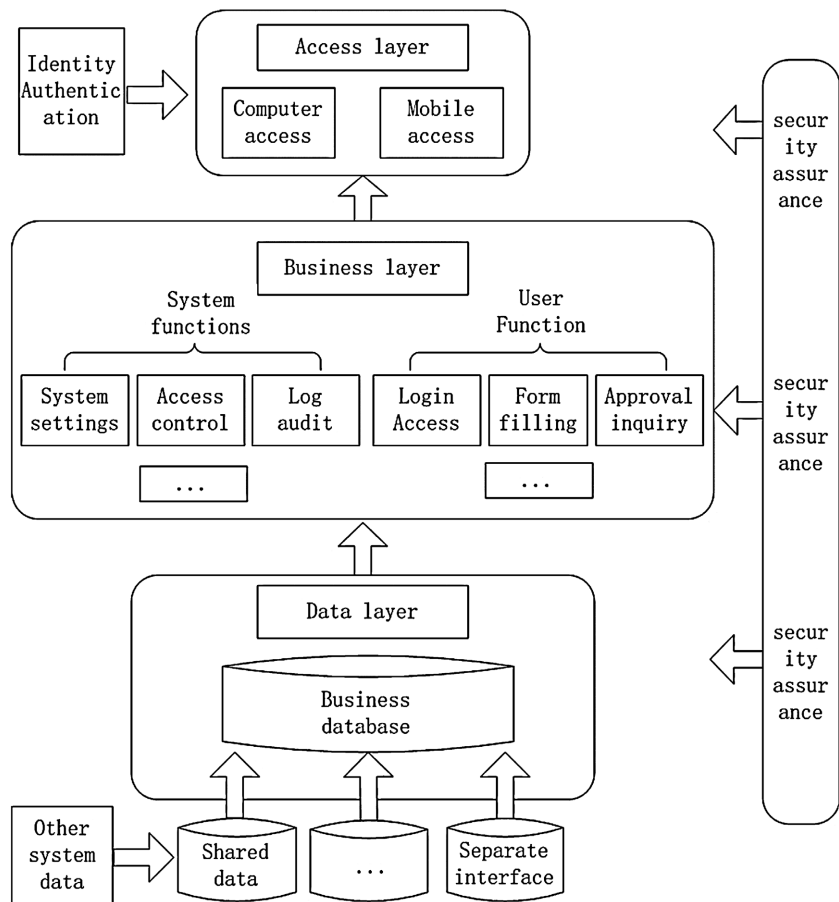 Identity
Authentic
ation
Access layer
Computer
access
Mobile
access
secur
ity
assur
ance
Business layer
System
functions
User
Function
System
settings
Access
control
Log
audit
Login
Access
Form
filling
Approval
inquiry
...
...
secur
ity
assur
ance
Data layer
Business
database
secur
ity
assur
ance
Other
system
data
Shared
data
...
Separate
interface